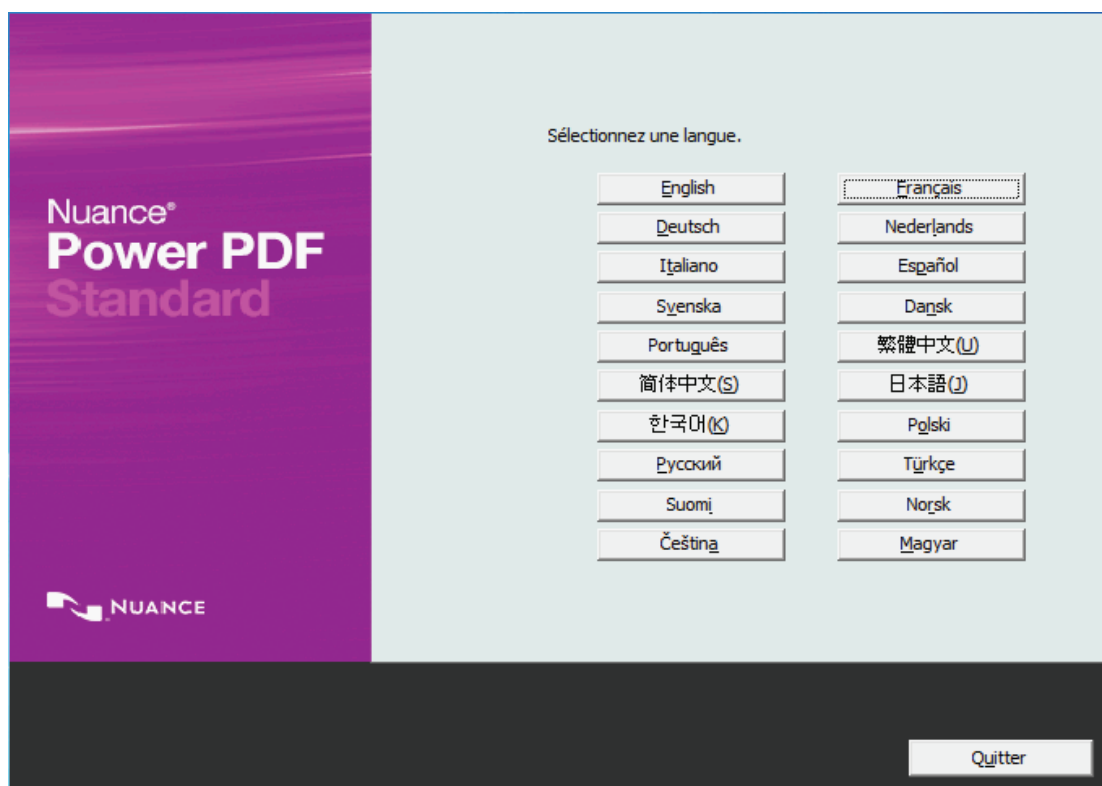 Nuance®
Power PDF
Standard
NUANCE
Sélectionnez une langue.
English Français
Deutsch Nederlands
Italiano Español
Svenska Dansk
Português 繁體中文(U)
简体中文(S) 日本語(J)
한국어(K) Polski
Русский Türkçe
Suomi Norsk
Čeština Magyar
Quitter